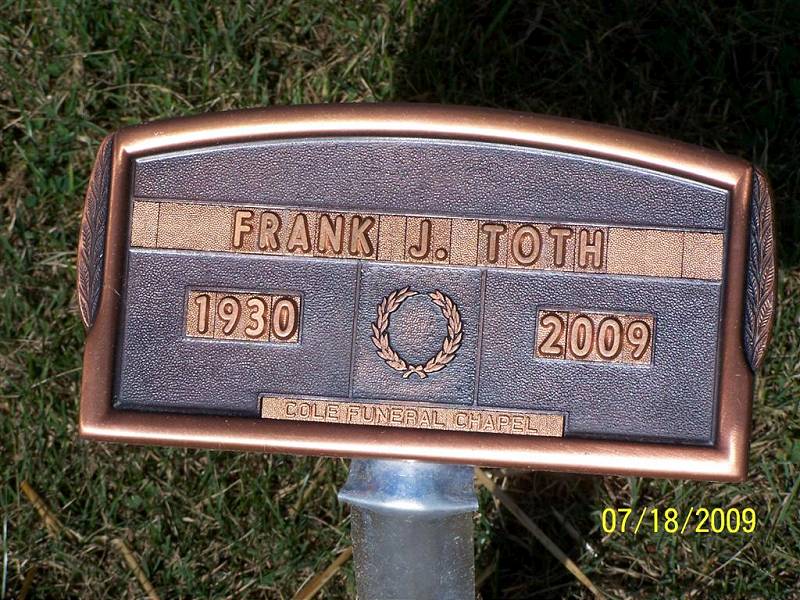 FRANK J. TOTH
1930 2009
COLE FUNERAL CHAPEL
07/18/2009